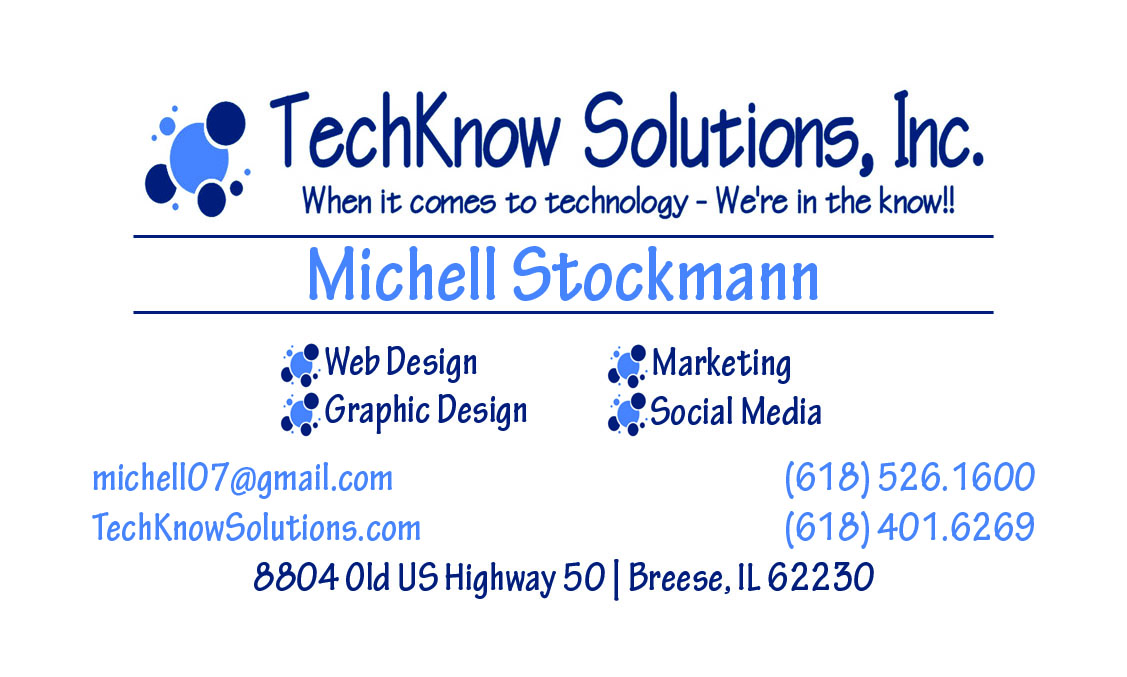 TechKnow Solutions, Inc.
When it comes to technology - We're in the know!!
Michell Stockmann
Web Design
Marketing
Graphic Design
Social Media
michell07@gmail.com
(618) 526.1600
TechKnowSolutions.com
(618) 401.6269
8804 Old US Highway 50 | Breese, IL 62230